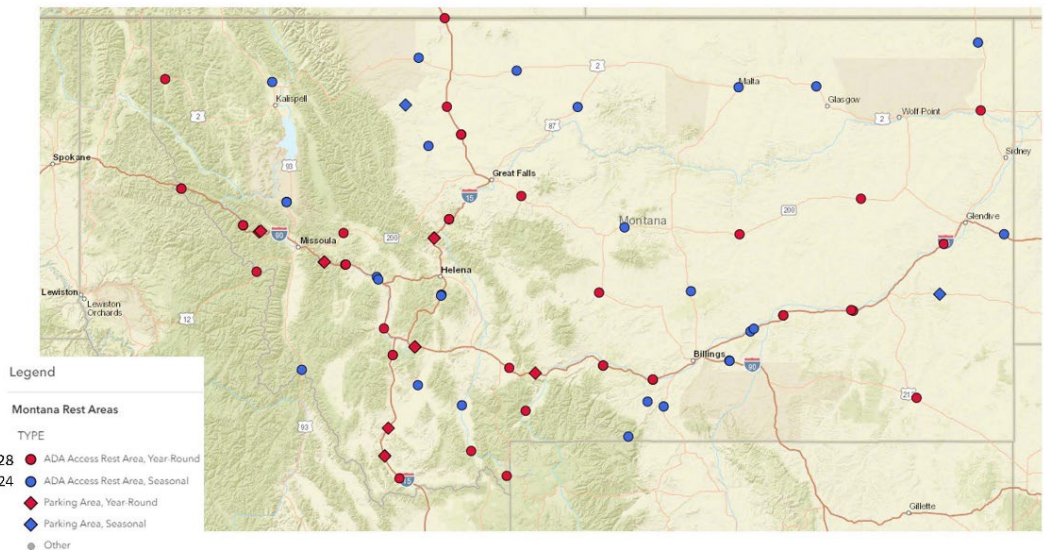 2
Malta
Glasgow
Kalispell
87
2
Wolf Point
2
Sidney
Spokane
93
Great Falls
15
200
Montana
Glendive
90
Missoula
200
Helena
Lewiston
Lewiston
Orchards
12
Billings
90
Legend
21
Montana Rest Areas
93
TYPE
28 ADA Access Rest Area, Year-Round
24 ADA Access Rest Area, Seasonal
15
Parking Area, Year-Round
Gillette
Parking Area, Seasonal
Other